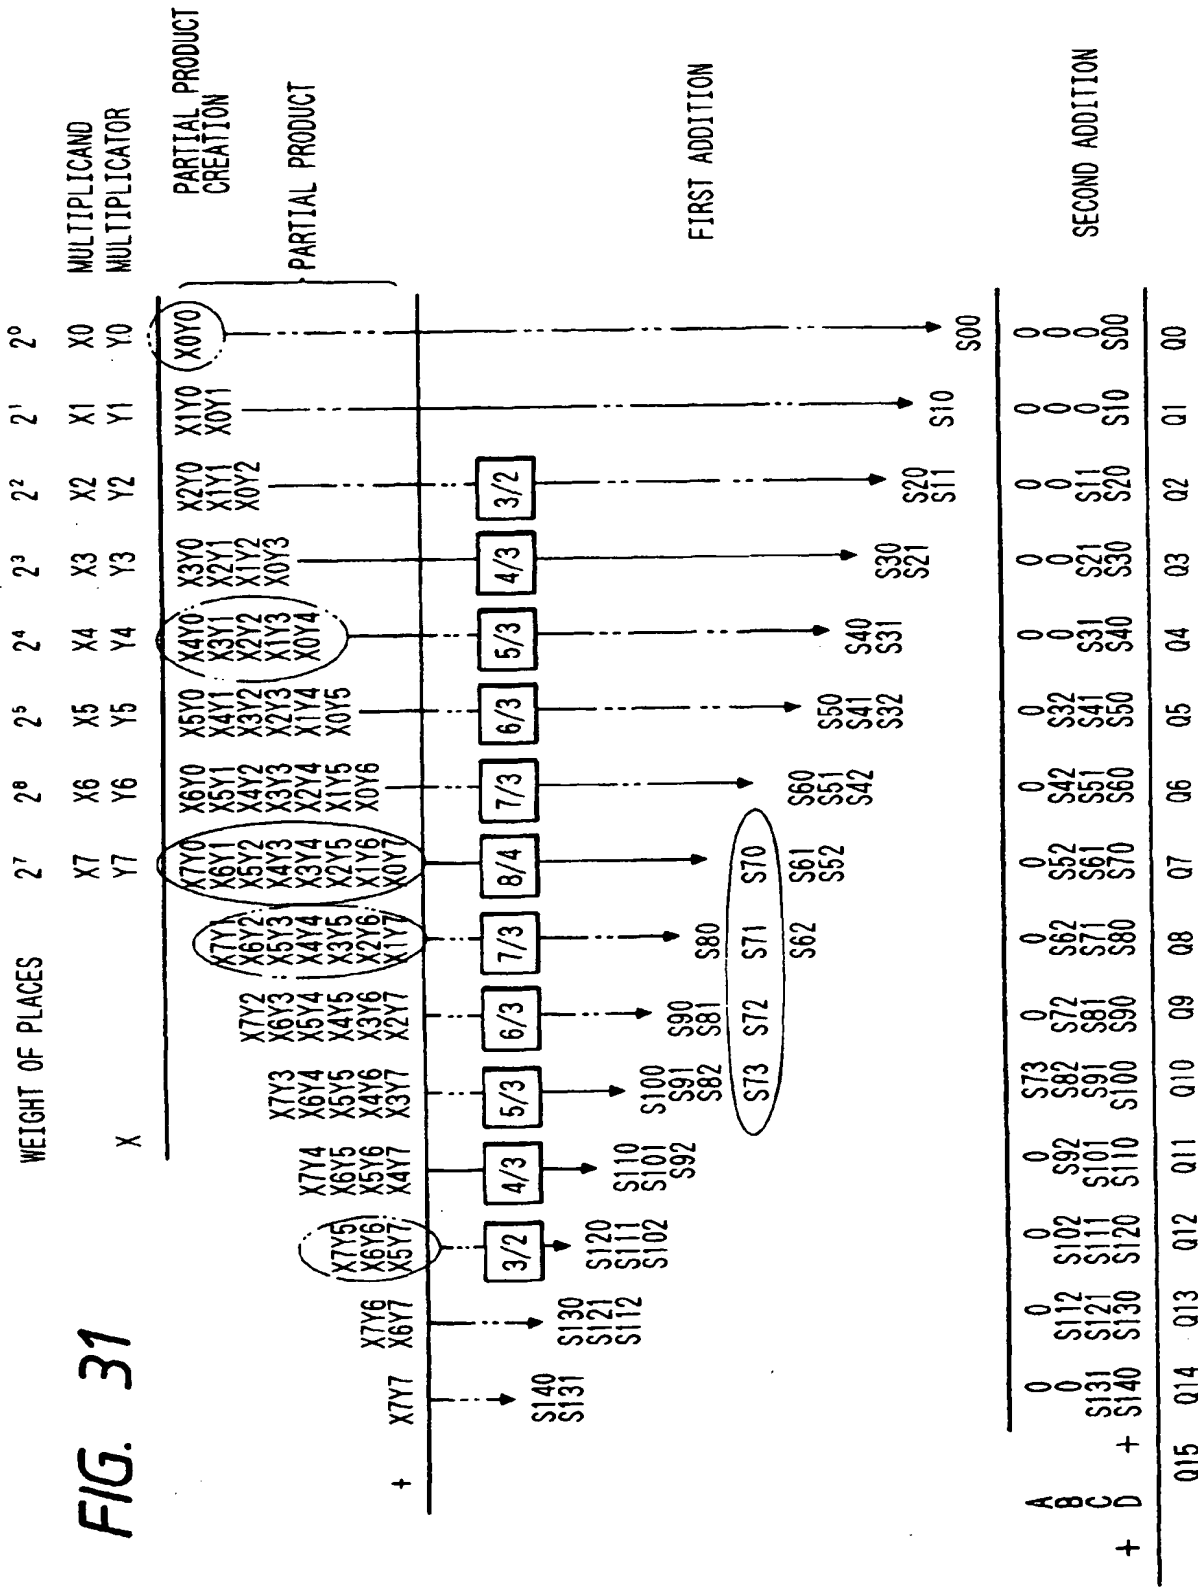 FIG. 31
WEIGHT OF PLACES 2⁷ 2⁸ 2⁵ 2⁴ 2³ 2² 2¹ 2⁰
X7 X6 X5 X4 X3 X2 X1 X0 MULTIPLICAND
X Y7 Y6 Y5 Y4 Y3 Y2 Y1 Y0 MULTIPLICATOR
PARTIAL PRODUCT
CREATION
X7Y0 X6Y0 X5Y0 X4Y0 X3Y0 X2Y0 X1Y0 X0Y0
X7Y1 X6Y1 X5Y1 X4Y1 X3Y1 X2Y1 X1Y1 X0Y1
X7Y2 X6Y2 X5Y2 X4Y2 X3Y2 X2Y2 X1Y2 X0Y2
X7Y3 X6Y3 X5Y3 X4Y3 X3Y3 X2Y3 X1Y3 X0Y3
PARTIAL PRODUCT
X7Y4 X6Y4 X5Y4 X4Y4 X3Y4 X2Y4 X1Y4 X0Y4
X7Y5 X6Y5 X5Y5 X4Y5 X3Y5 X2Y5 X1Y5 X0Y5
X7Y6 X6Y6 X5Y6 X4Y6 X3Y6 X2Y6 X1Y6 X0Y6
+ X7Y7 X6Y7 X5Y7 X4Y7 X3Y7 X2Y7 X1Y7 X0Y7
3/2 4/3 5/3 6/3 7/3 8/4 7/3 6/3 5/3 4/3 3/2
S140
S131 S130
S121 S120
S112 S111 S110
S102 S101 S100
S92 S91 S90
S82 S81 S80
FIRST ADDITION
S73 S72 S71 S70
S62 S61 S60
S52 S51 S50
S42 S41 S40
S32 S31 S30
S21 S20
S11 S10
S00
A 0 0 0 0 S73 0 0 0 0 0 0 0 0 0 0
B 0 S112 S102 S92 S82 S72 S62 S52 S42 S32 0 0 0 0 0
SECOND ADDITION
C S131 S121 S111 S101 S91 S81 S71 S61 S51 S41 S31 S21 S11 0 0
+ D + S140 S130 S120 S110 S100 S90 S80 S70 S60 S50 S40 S30 S20 S10 S00
Q15 Q14 Q13 Q12 Q11 Q10 Q9 Q8 Q7 Q6 Q5 Q4 Q3 Q2 Q1 Q0